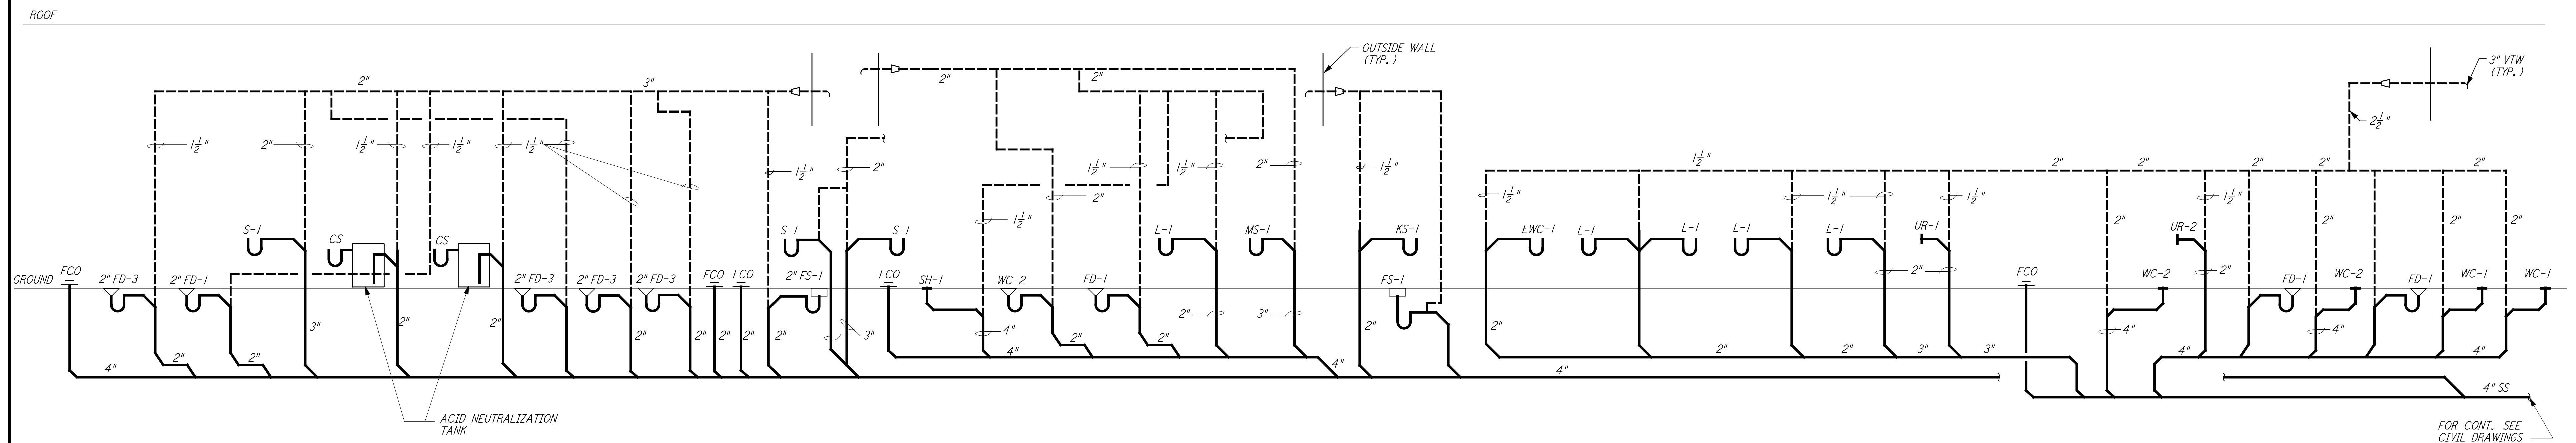 ROOF
OUTSIDE WALL
(TYP.)
3" VTW
(TYP.)
2"
3"
2"
2"
2 1/2"
1 1/2"
2"
1 1/2"
1 1/2"
1 1/2"
1 1/2"
2"
1 1/2"
1 1/2"
2"
1 1/2"
1 1/2"
2"
2"
2"
2"
2"
2"
1 1/2"
1 1/2"
1 1/2"
1 1/2"
1 1/2"
2"
S-1
CS
CS
S-1
S-1
L-1
MS-1
KS-1
EWC-1
L-1
L-1
L-1
L-1
UR-1
UR-2
2"
2"
2"
2"
2"
GROUND
FCO
2" FD-3
2" FD-1
2" FD-3
2" FD-3
2" FD-3
FCO
FCO
2" FS-1
FCO
SH-1
WC-2
FD-1
FS-1
FCO
WC-2
FD-1
WC-2
FD-1
WC-1
WC-1
3"
2"
2"
2"
2"
2"
2"
2"
3"
4"
2"
3"
2"
2"
4"
4"
4"
2"
2"
4"
2"
2"
4"
4"
2"
2"
3"
3"
4"
4"
4" SS
ACID NEUTRALIZATION
TANK
FOR CONT. SEE
CIVIL DRAWINGS